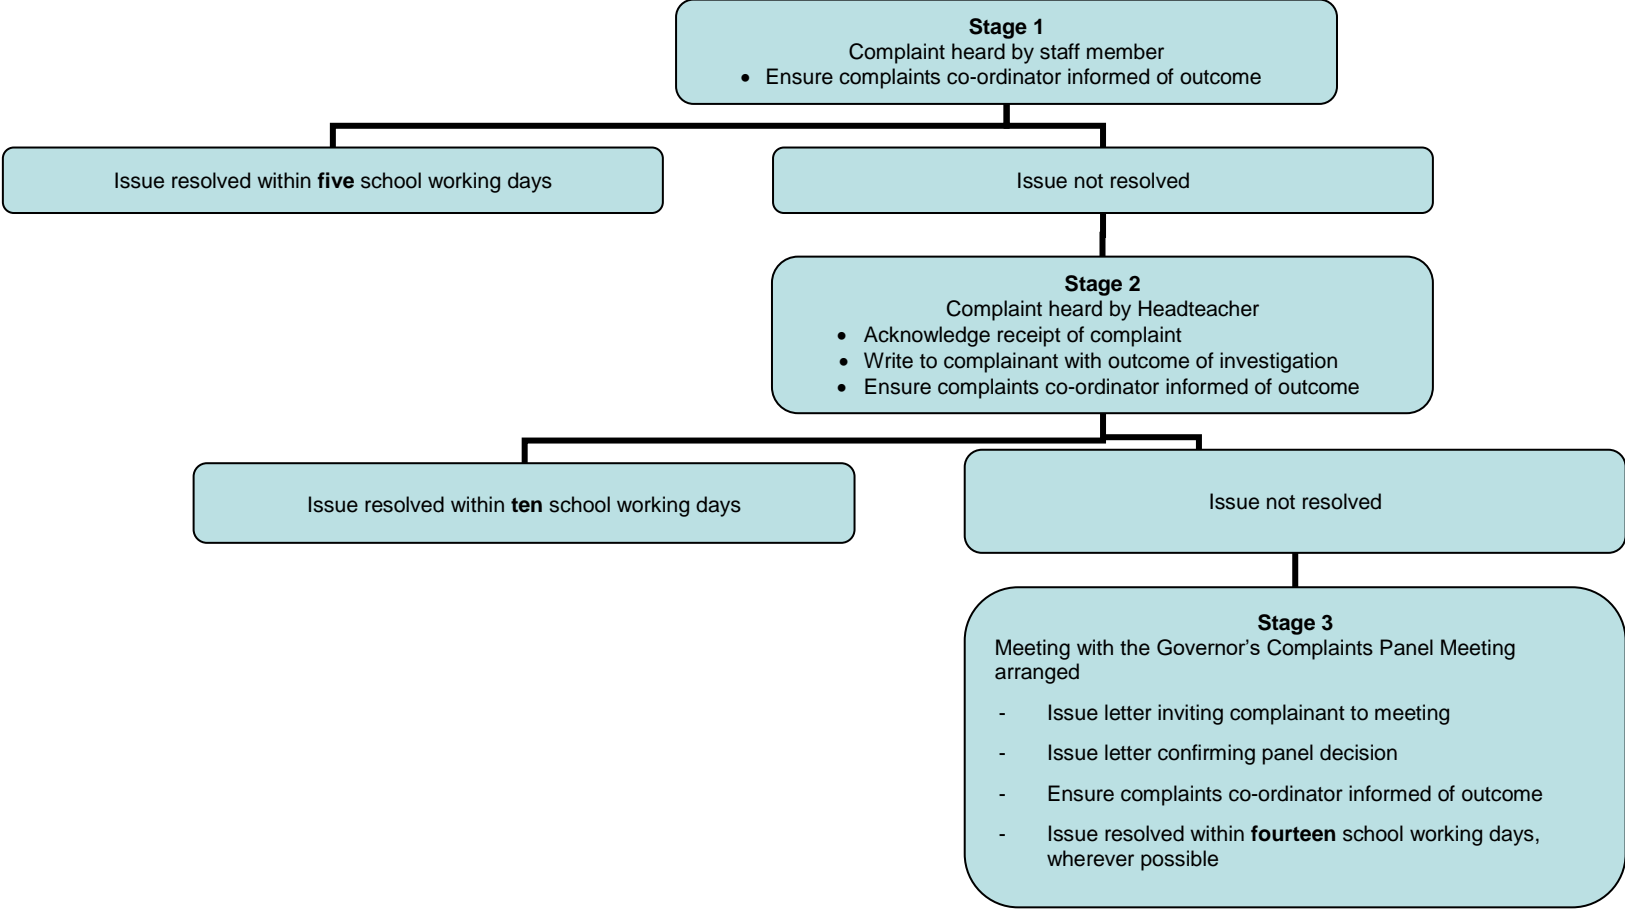 Stage 1
Complaint heard by staff member
• Ensure complaints co-ordinator informed of outcome
Issue resolved within five school working days
Issue not resolved
Stage 2
Complaint heard by Headteacher
• Acknowledge receipt of complaint
• Write to complainant with outcome of investigation
• Ensure complaints co-ordinator informed of outcome
Issue resolved within ten school working days
Issue not resolved
Stage 3
Meeting with the Governor’s Complaints Panel Meeting
arranged
- Issue letter inviting complainant to meeting
- Issue letter confirming panel decision
- Ensure complaints co-ordinator informed of outcome
- Issue resolved within fourteen school working days,
wherever possible